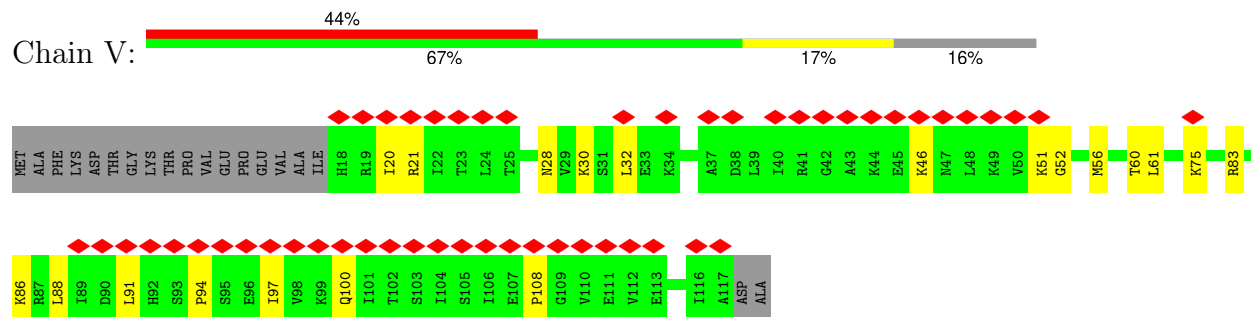 44%
Chain V:
67% 17% 16%
MET ALA PHE LYS ASP THR GLY LYS THR PRO VAL GLU PRO GLU VAL ALA ILE H18 R19 I20 R21 I22 T23 L24 T25 N28 V29 K30 S31 L32 E33 K34 A37 D38 L39 I40 R41 G42 A43 K44 E45 K46 N47 L48 K49 V50 K51 G52 M56 T60 L61 K75 R83
K86 R87 L88 I89 D90 L91 H92 S93 P94 S95 E96 I97 V98 K99 Q100 I101 T102 S103 I104 S105 I106 E107 P108 G109 V110 E111 V112 E113 I116 A117 ASP ALA